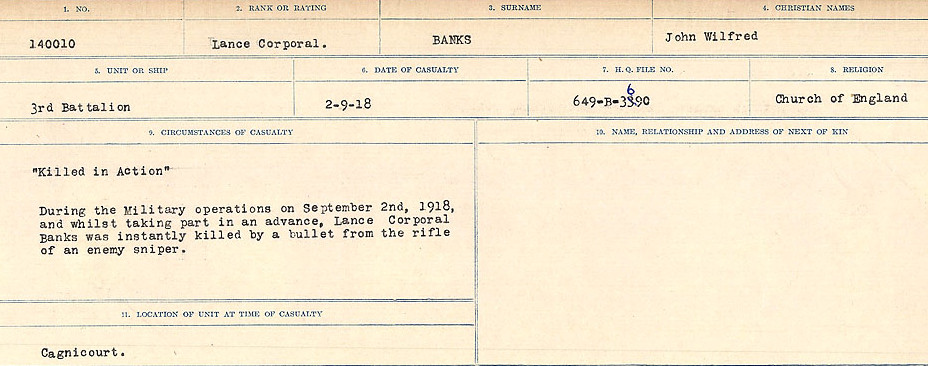 1. NO. 2. RANK OR RATING 3. SURNAME 4. CHRISTIAN NAMES
140010 Lance Corporal. BANKS John Wilfred
5. UNIT OR SHIP 6. DATE OF CASUALTY 7. H.Q. FILE NO. 8. RELIGION
6
3rd Battalion 2-9-18 649-B-3390 Church of England
9. CIRCUMSTANCES OF CASUALTY 10. NAME, RELATIONSHIP AND ADDRESS OF NEXT OF KIN
"Killed in Action"
During the Military operations on September 2nd, 1918,
and whilst taking part in an advance, Lance Corporal
Banks was instantly killed by a bullet from the rifle
of an enemy sniper.
11. LOCATION OF UNIT AT TIME OF CASUALTY
Cagnicourt.